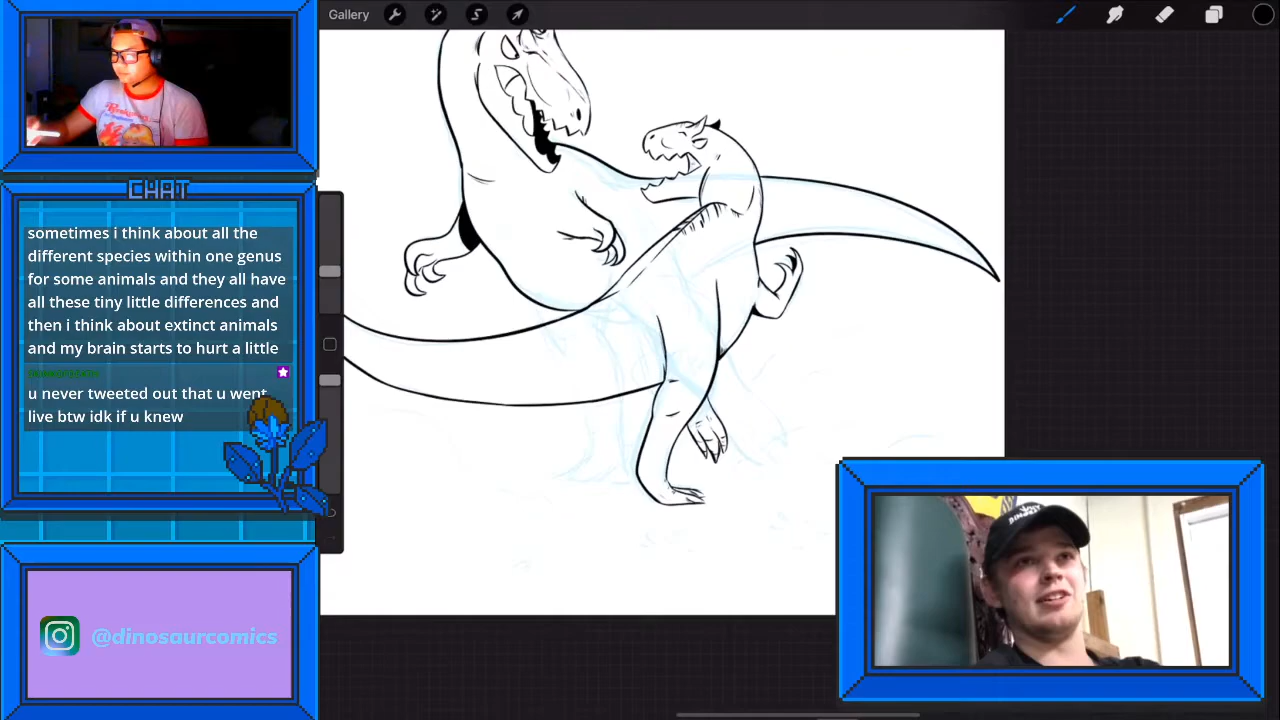 Gallery
CHAT
sometimes i think about all the
different species within one genus
for some animals and they all have
all these tiny little differences and
then i think about extinct animals
and my brain starts to hurt a little
u never tweeted out that u went
live btw idk if u knew
@dinosaurcomics